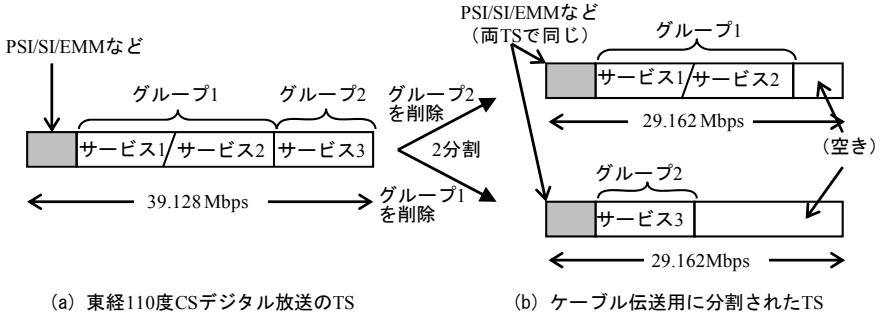 PSI/SI/EMMなど
グループ1
グループ2
サービス1
サービス2
サービス3
39.128Mbps
グループ2
を削除
2分割
グループ1
を削除
(a) 東経110度CSデジタル放送のTS
PSI/SI/EMMなど
（両TSで同じ）
グループ1
サービス1
サービス2
29.162Mbps
（空き）
グループ2
サービス3
29.162Mbps
(b) ケーブル伝送用に分割されたTS